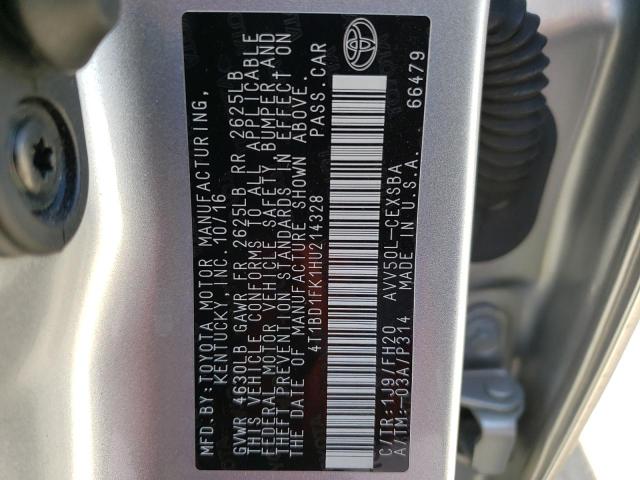 MFD. BY: TOYOTA MOTOR MANUFACTURING,
KENTUCKY, INC. 10/16
GVWR 4630LB GAWR FR 2625LB RR 2625LB
THIS VEHICLE CONFORMS TO ALL APPLICABLE
FEDERAL MOTOR VEHICLE SAFETY, BUMPER, AND
THEFT PREVENTION STANDARDS IN EFFECT ON
THE DATE OF MANUFACTURE SHOWN ABOVE.
4T1BD1FK1HU214328 PASS. CAR
C/TR: 1J9/FH20 AVV50L-CEXSBA
A/TM: -03A/P314 MADE IN U.S.A.
66479